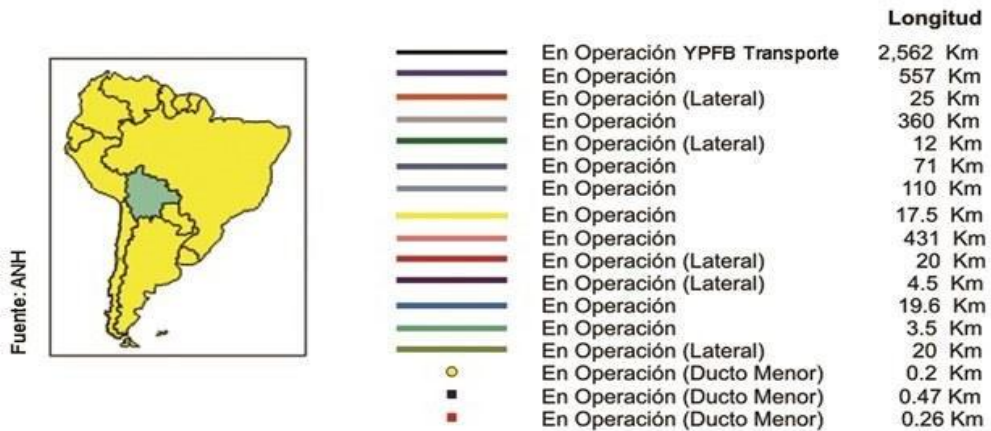 Longitud
En Operación YPFB Transporte 2,562 Km
En Operación 557 Km
En Operación (Lateral) 25 Km
En Operación 360 Km
En Operación (Lateral) 12 Km
En Operación 71 Km
En Operación 110 Km
En Operación 17.5 Km
En Operación 431 Km
En Operación (Lateral) 20 Km
En Operación (Lateral) 4.5 Km
En Operación 19.6 Km
En Operación 3.5 Km
En Operación (Lateral) 20 Km
En Operación (Ducto Menor) 0.2 Km
En Operación (Ducto Menor) 0.47 Km
En Operación (Ducto Menor) 0.26 Km
Fuente: ANH